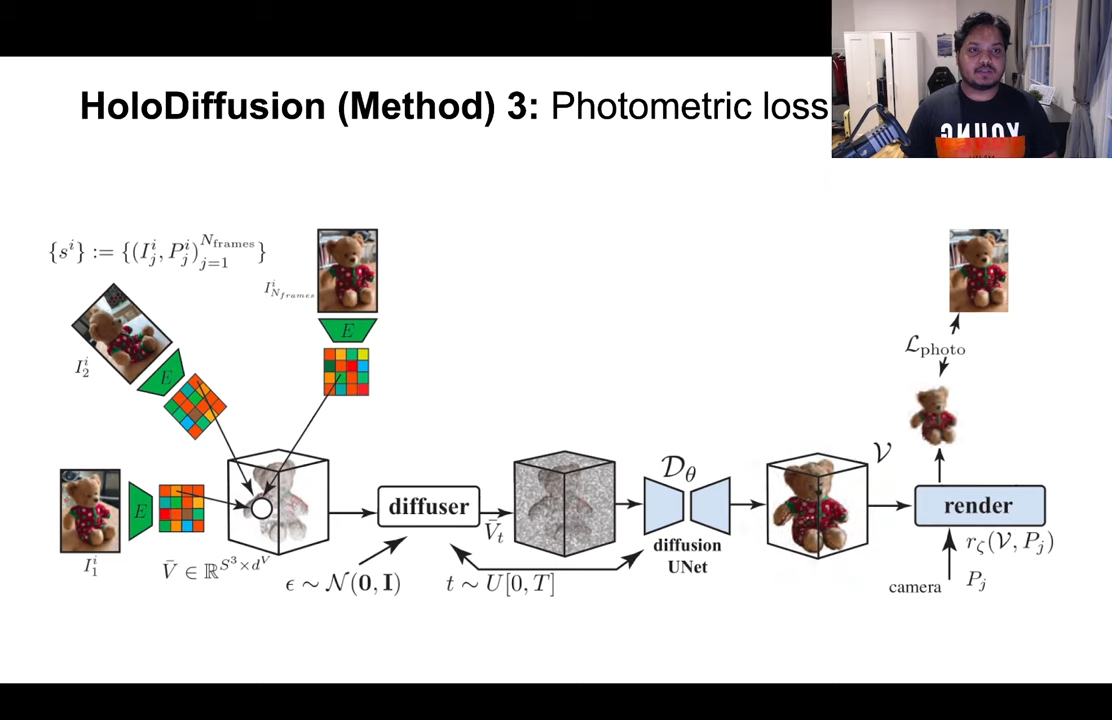 HoloDiffusion (Method) 3: Photometric loss
{s^i} := {(I_j^i, P_j^i)_{j=1}^{N_frames}}
I_{N_frames}^i
E
I_2^i
E
L_photo
E
I_1^i
V̄ ∈ ℝ^{S^3×d^V}
diffuser
ϵ ∼ N(0, I)
t ∼ U[0, T]
V̄_t
D_θ
diffusion
UNet
V
render
r_ζ(V, P_j)
camera
P_j